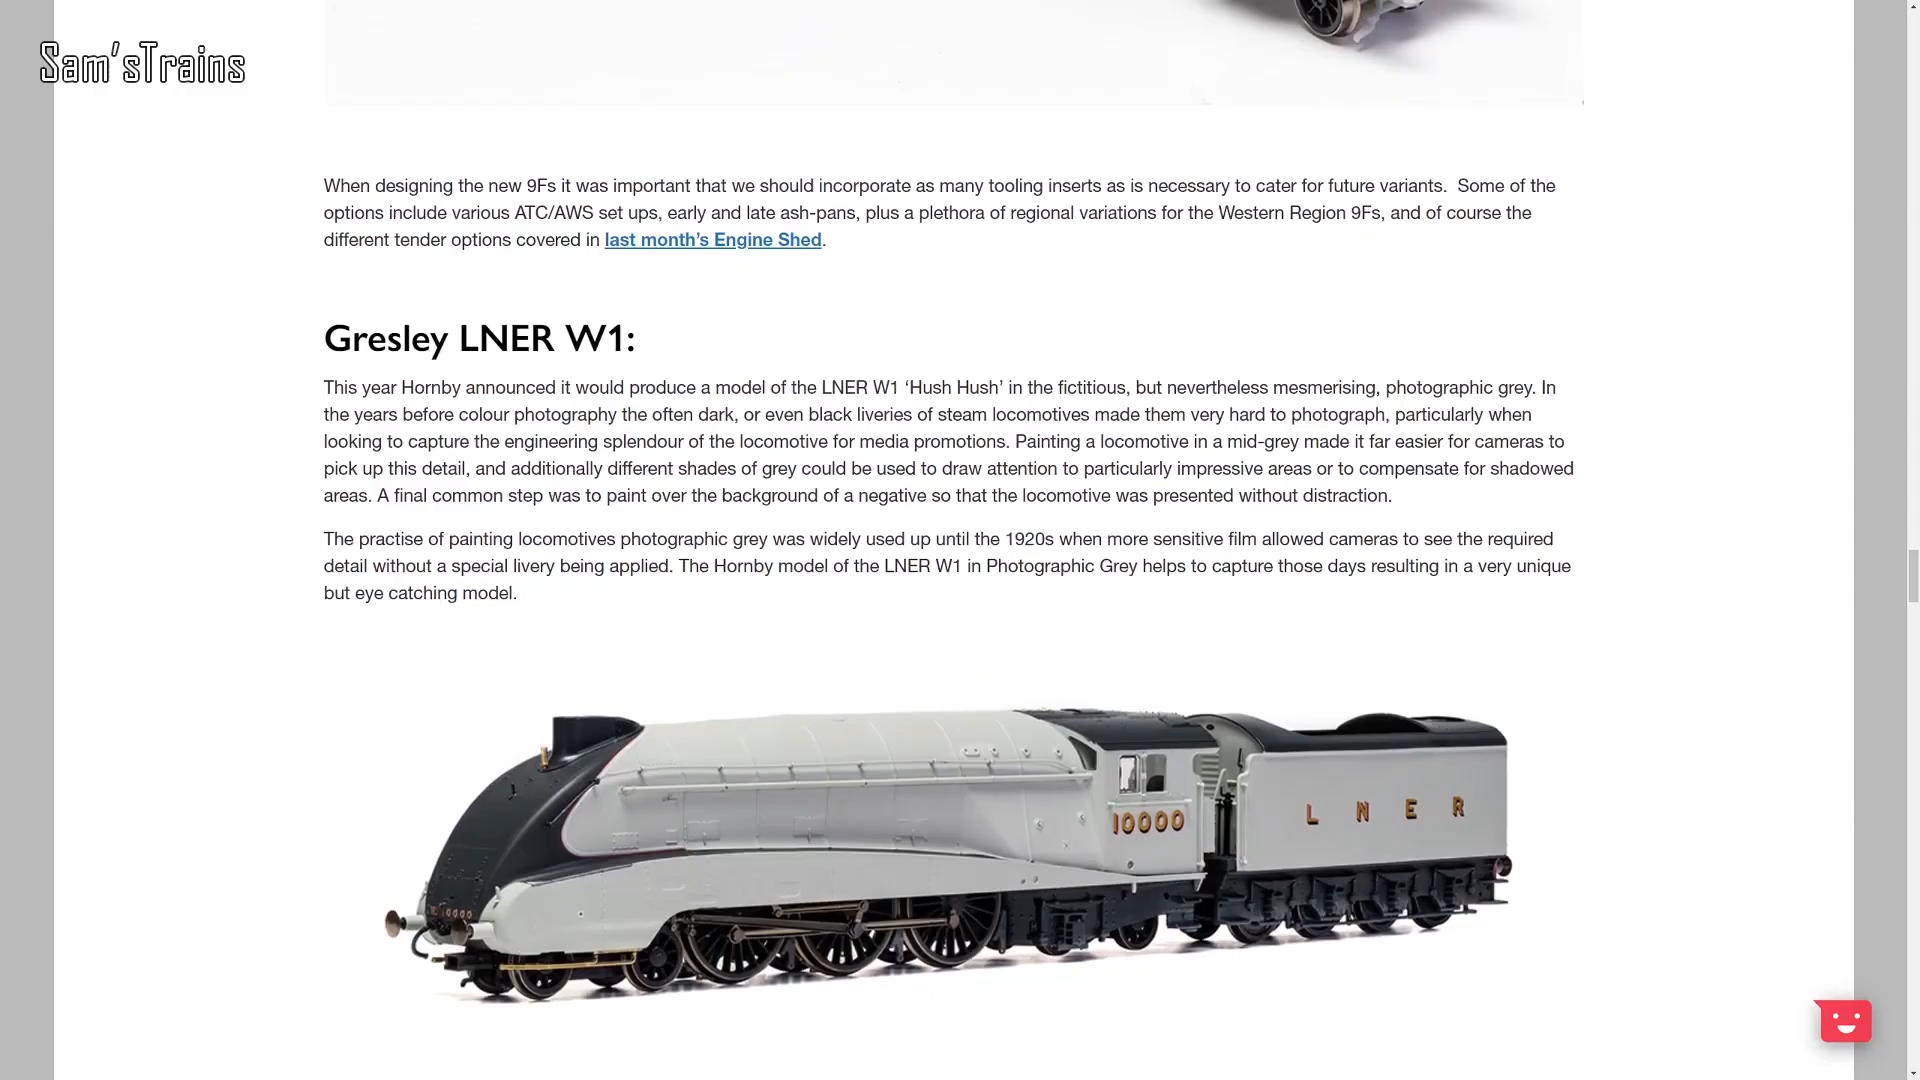 Sam'sTrains
When designing the new 9Fs it was important that we should incorporate as many tooling inserts as is necessary to cater for future variants.  Some of the
options include various ATC/AWS set ups, early and late ash-pans, plus a plethora of regional variations for the Western Region 9Fs, and of course the
different tender options covered in last month’s Engine Shed.
Gresley LNER W1:
This year Hornby announced it would produce a model of the LNER W1 ‘Hush Hush’ in the fictitious, but nevertheless mesmerising, photographic grey. In
the years before colour photography the often dark, or even black liveries of steam locomotives made them very hard to photograph, particularly when
looking to capture the engineering splendour of the locomotive for media promotions. Painting a locomotive in a mid-grey made it far easier for cameras to
pick up this detail, and additionally different shades of grey could be used to draw attention to particularly impressive areas or to compensate for shadowed
areas. A final common step was to paint over the background of a negative so that the locomotive was presented without distraction.
The practise of painting locomotives photographic grey was widely used up until the 1920s when more sensitive film allowed cameras to see the required
detail without a special livery being applied. The Hornby model of the LNER W1 in Photographic Grey helps to capture those days resulting in a very unique
but eye catching model.
10000
L N E R